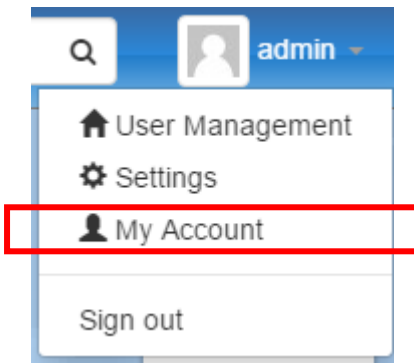 admin
User Management
Settings
My Account
Sign out